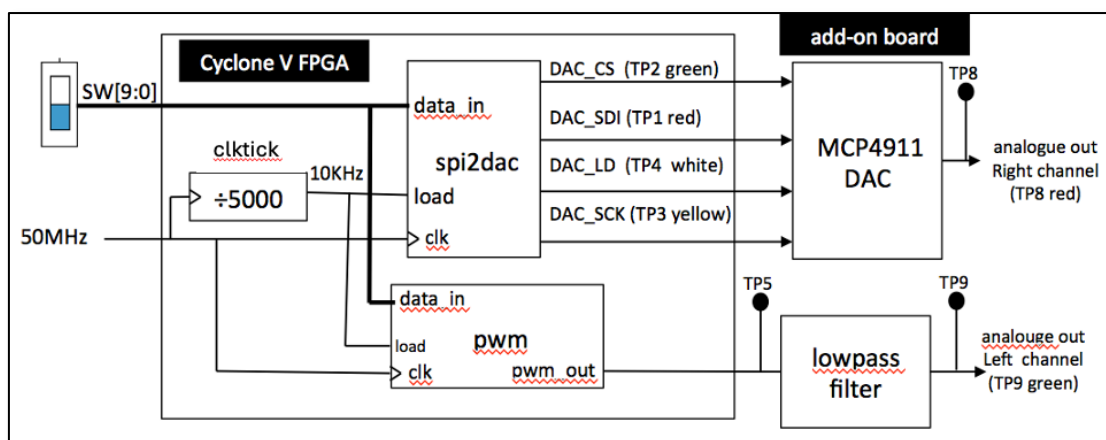 add-on board
Cyclone V FPGA
TP8
SW[9:0]
data_in
spi2dac
load
clk
DAC_CS (TP2 green)
DAC_SDI (TP1 red)
DAC_LD (TP4 white)
DAC_SCK (TP3 yellow)
MCP4911
DAC
analogue out
Right channel
(TP8 red)
clktick
10KHz
÷5000
50MHz
data_in
pwm
load
clk
pwm_out
TP5
TP9
lowpass
filter
analouge out
Left channel
(TP9 green)